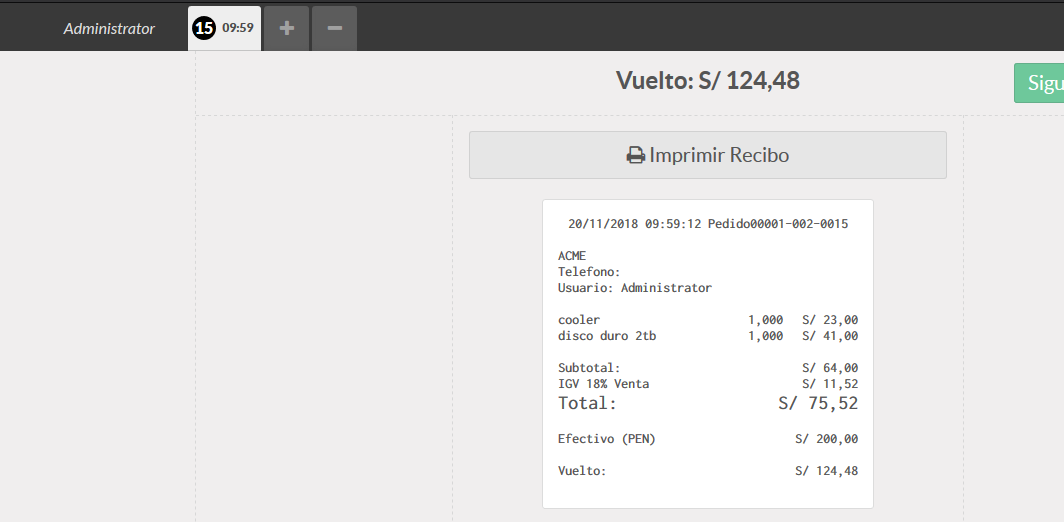 Administrator 15 09:59 + −
Vuelto: S/ 124,48
Sigu
Imprimir Recibo
20/11/2018 09:59:12 Pedido00001-002-0015
ACME
Telefono:
Usuario: Administrator
cooler 1,000 S/ 23,00
disco duro 2tb 1,000 S/ 41,00
Subtotal: S/ 64,00
IGV 18% Venta S/ 11,52
Total: S/ 75,52
Efectivo (PEN) S/ 200,00
Vuelto: S/ 124,48